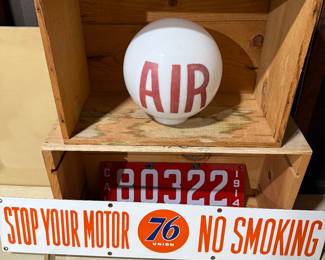 AIR
CAL 80322 1914
STOP YOUR MOTOR 76 UNION NO SMOKING